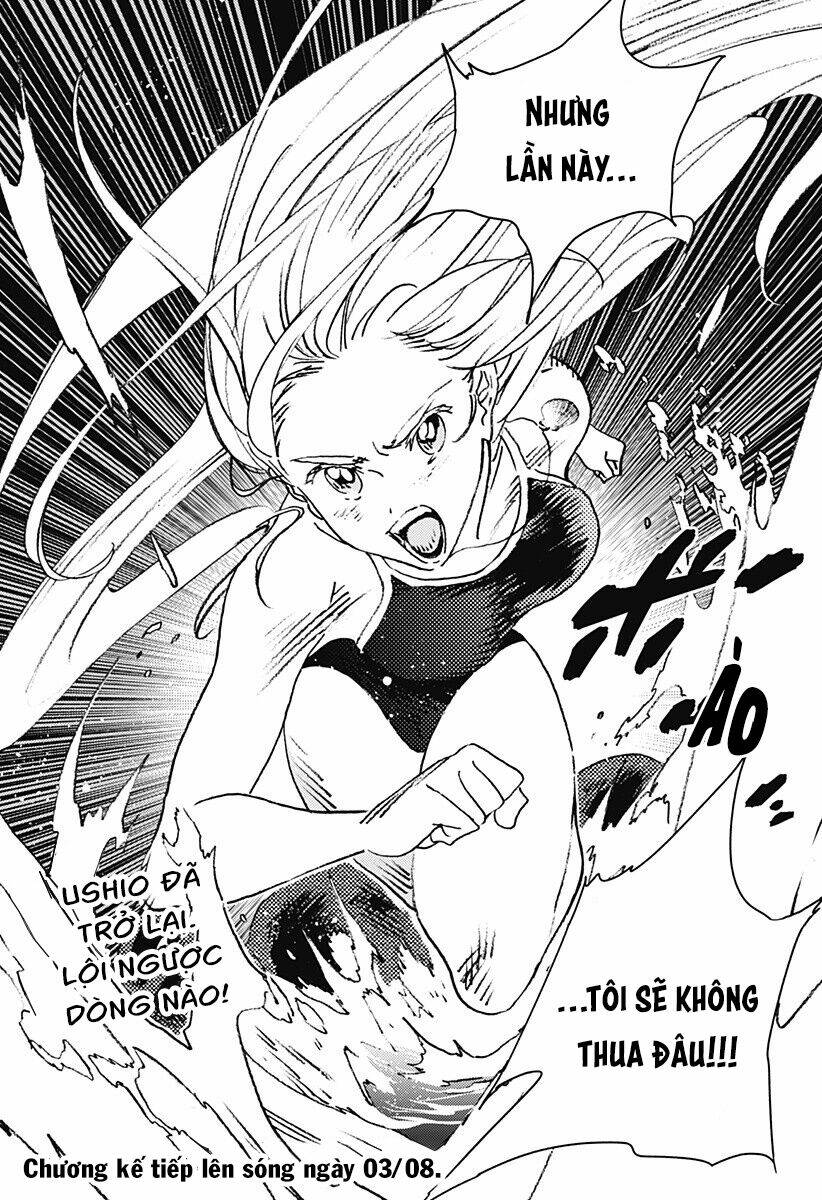 NHƯNG
LẦN NÀY...
ÀO
...TÔI SẼ KHÔNG
THUA ĐÂU!!!
USHIO ĐÃ
TRỞ LẠI.
LỘI NGƯỢC
DÒNG NÀO!
Chương kế tiếp lên sóng ngày 03/08.